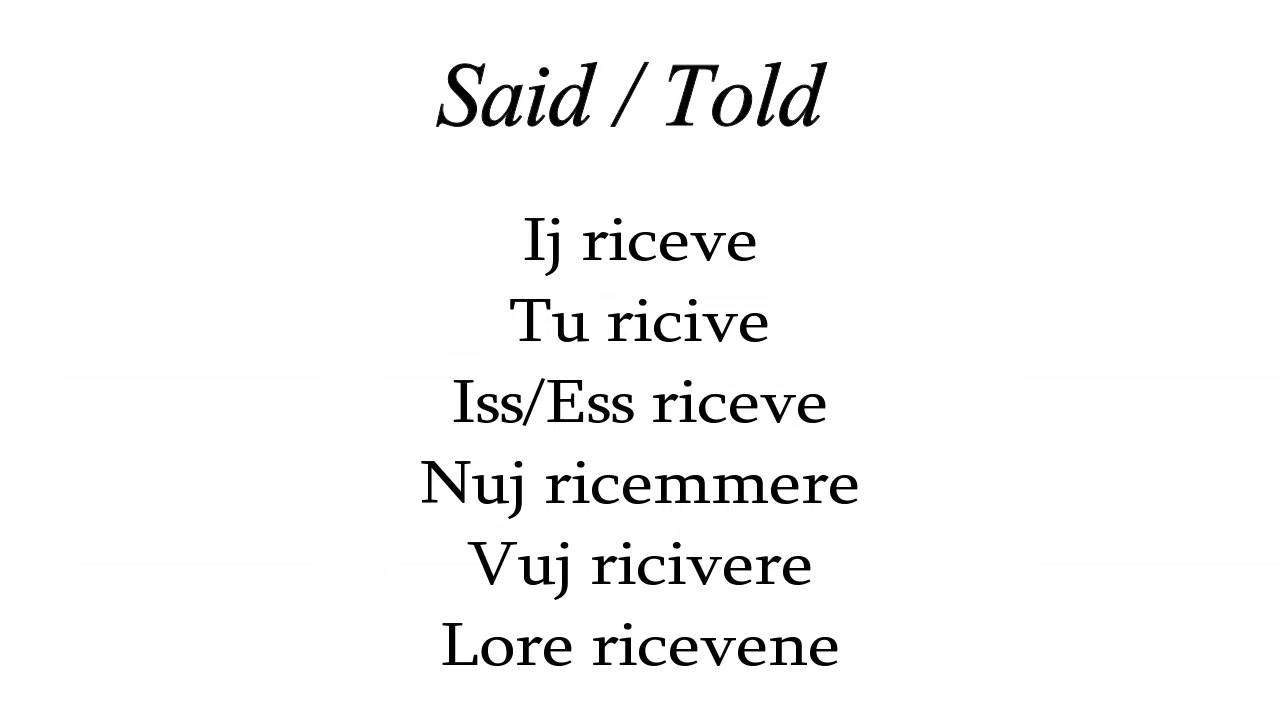 Said / Told
Ij riceve
Tu ricive
Iss/Ess riceve
Nuj ricemmere
Vuj ricivere
Lore ricevene